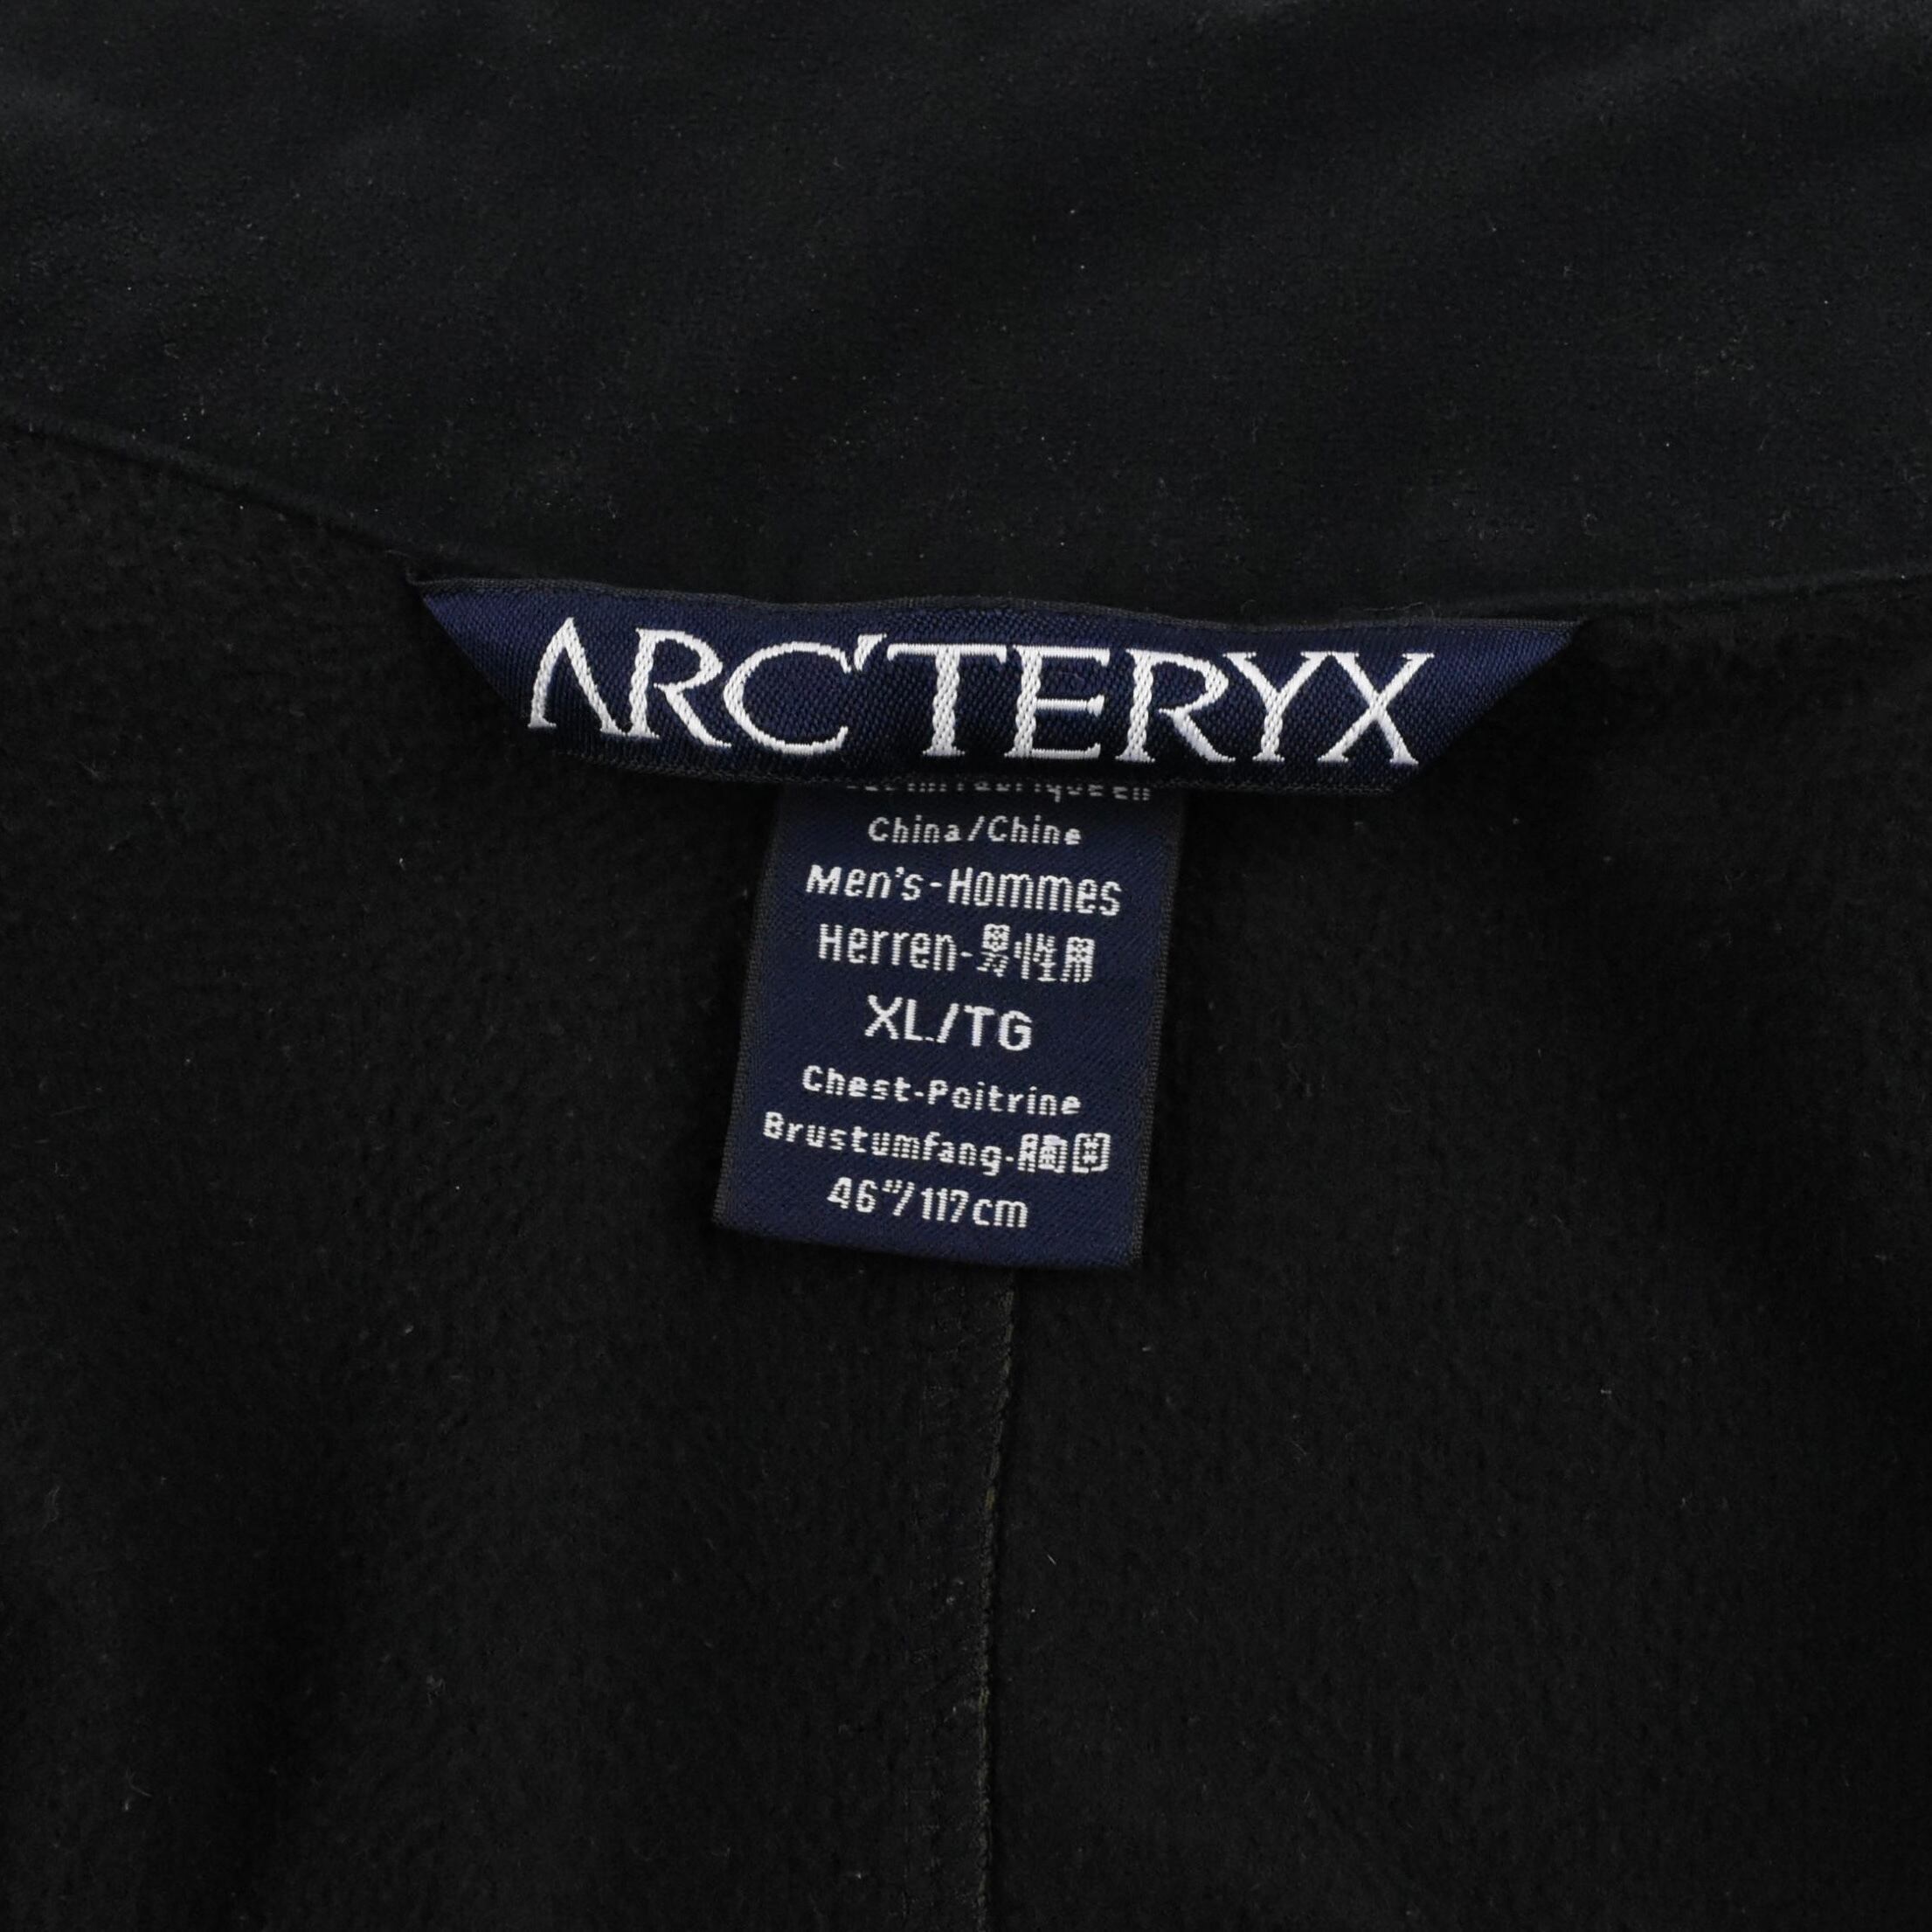 ARC'TERYX
China/Chine
Men's-Hommes
Herren-男性用
XL/TG
Chest-Poitrine
Brustumfang-胸囲
46"/117cm